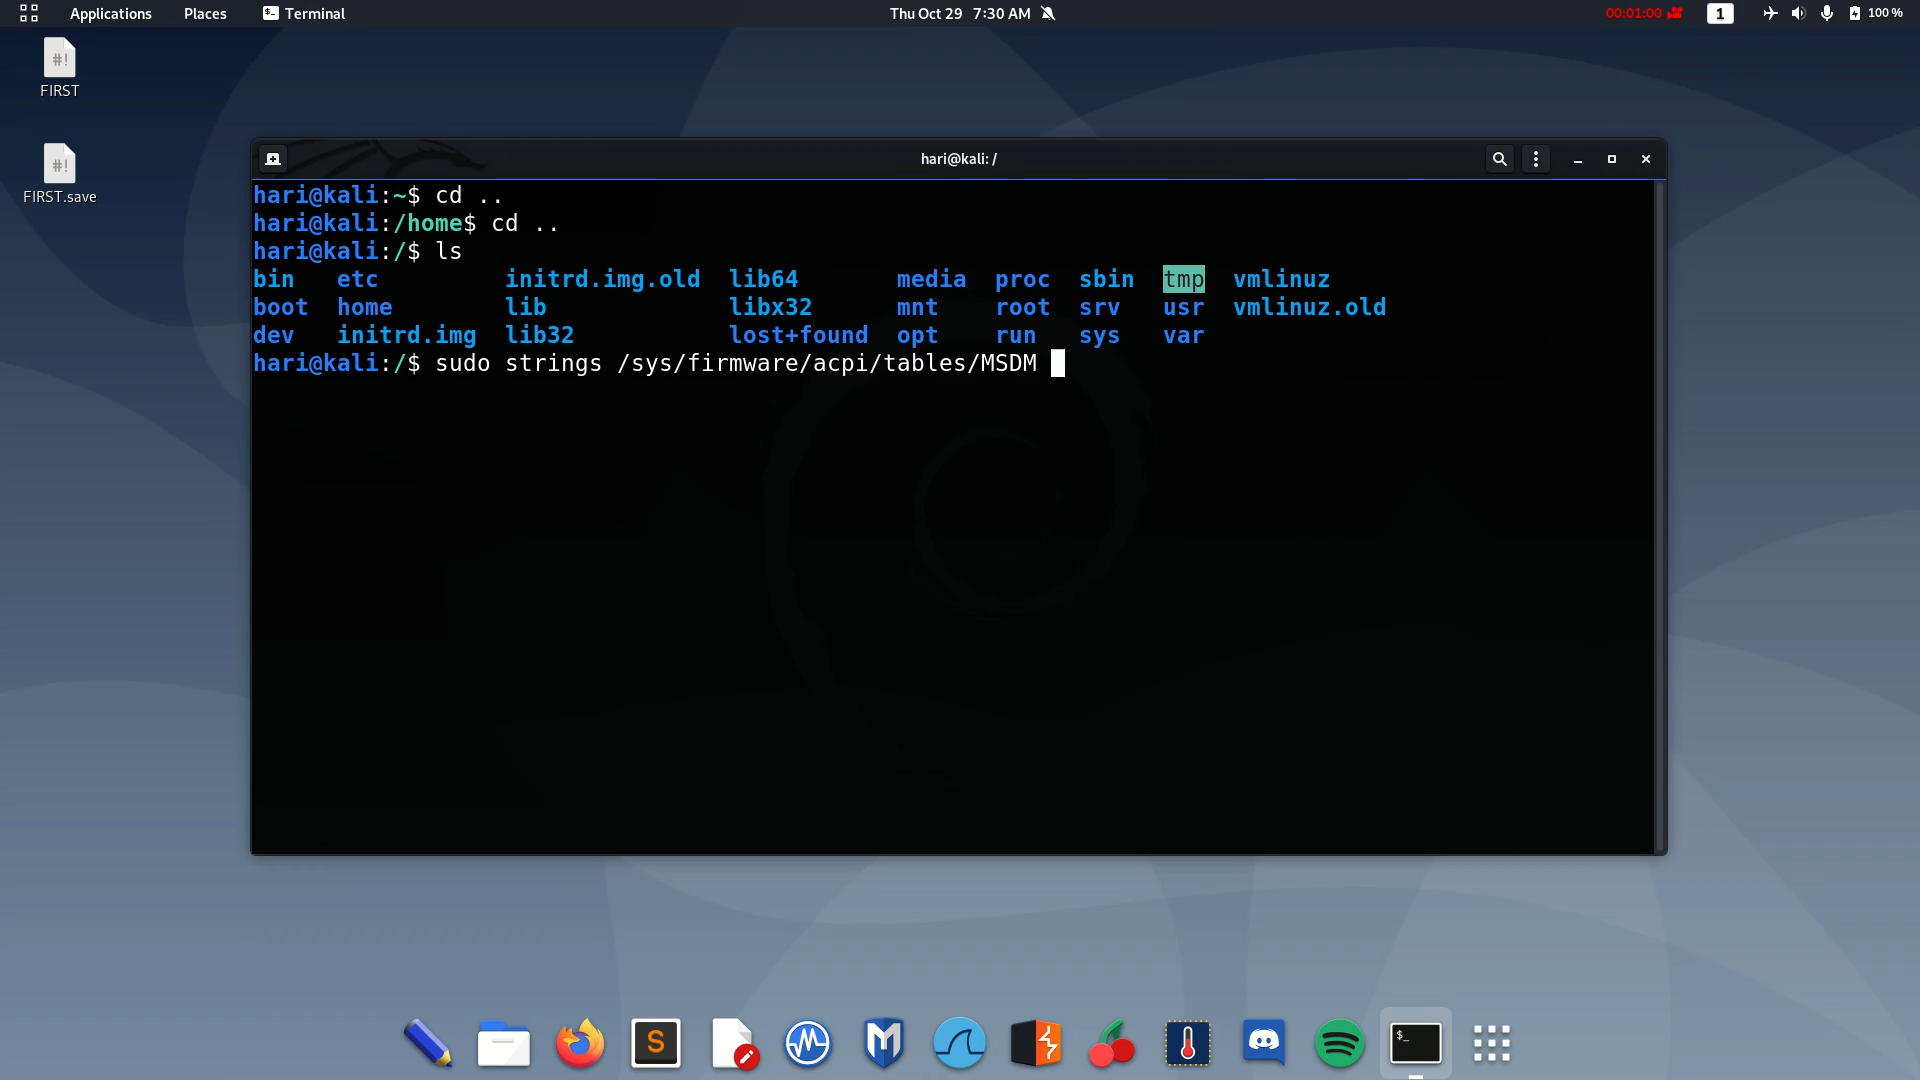 Applications Places Terminal Thu Oct 29 7:30 AM 00:01:00 1 100 %
#!
FIRST
#!
FIRST.save
hari@kali: /
hari@kali:~$ cd ..
hari@kali:/home$ cd ..
hari@kali:/$ ls
bin etc initrd.img.old lib64 media proc sbin tmp vmlinuz
boot home lib libx32 mnt root srv usr vmlinuz.old
dev initrd.img lib32 lost+found opt run sys var
hari@kali:/$ sudo strings /sys/firmware/acpi/tables/MSDM
S
$_